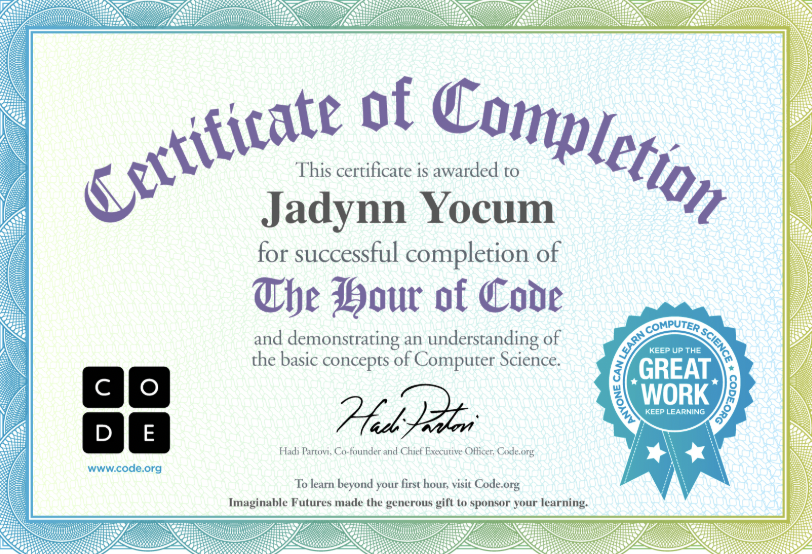 Certificate of Completion
This certificate is awarded to
Jadynn Yocum
for successful completion of
The Hour of Code
and demonstrating an understanding of
the basic concepts of Computer Science.
C O
D E
www.code.org
Hadi Partovi
Hadi Partovi, Co-founder and Chief Executive Officer, Code.org
To learn beyond your first hour, visit Code.org
Imaginable Futures made the generous gift to sponsor your learning.
ANYONE CAN LEARN COMPUTER SCIENCE ★ CODE.ORG ★
KEEP UP THE
GREAT
WORK
KEEP LEARNING